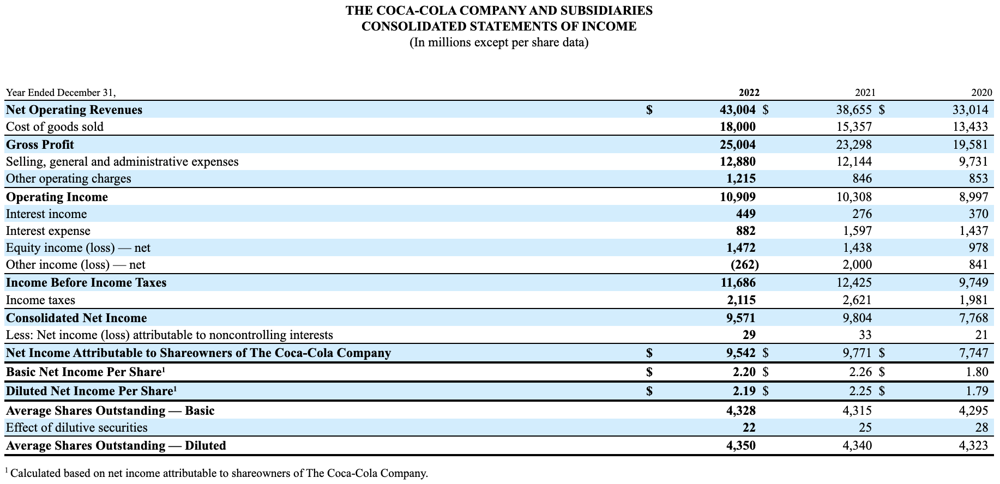 THE COCA-COLA COMPANY AND SUBSIDIARIES
CONSOLIDATED STATEMENTS OF INCOME
(In millions except per share data)
Year Ended December 31, 2022 2021 2020
Net Operating Revenues $ 43,004 $ 38,655 $ 33,014
Cost of goods sold 18,000 15,357 13,433
Gross Profit 25,004 23,298 19,581
Selling, general and administrative expenses 12,880 12,144 9,731
Other operating charges 1,215 846 853
Operating Income 10,909 10,308 8,997
Interest income 449 276 370
Interest expense 882 1,597 1,437
Equity income (loss) — net 1,472 1,438 978
Other income (loss) — net (262) 2,000 841
Income Before Income Taxes 11,686 12,425 9,749
Income taxes 2,115 2,621 1,981
Consolidated Net Income 9,571 9,804 7,768
Less: Net income (loss) attributable to noncontrolling interests 29 33 21
Net Income Attributable to Shareowners of The Coca-Cola Company $ 9,542 $ 9,771 $ 7,747
Basic Net Income Per Share¹ $ 2.20 $ 2.26 $ 1.80
Diluted Net Income Per Share¹ $ 2.19 $ 2.25 $ 1.79
Average Shares Outstanding — Basic 4,328 4,315 4,295
Effect of dilutive securities 22 25 28
Average Shares Outstanding — Diluted 4,350 4,340 4,323
¹ Calculated based on net income attributable to shareowners of The Coca-Cola Company.